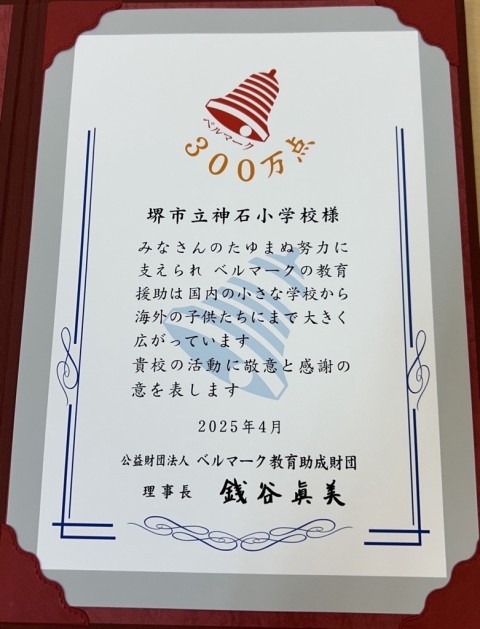 ベルマーク
300万点
堺市立神石小学校様
みなさんのたゆまぬ努力に
支えられ ベルマークの教育
援助は国内の小さな学校から
海外の子供たちにまで大きく
広がっています
貴校の活動に敬意と感謝の
意を表します
2025年4月
公益財団法人 ベルマーク教育助成財団
理事長 銭谷眞美